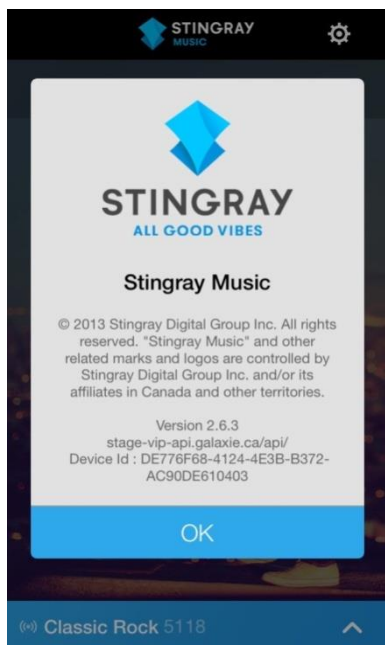 STINGRAY
MUSIC
STINGRAY
ALL GOOD VIBES
Stingray Music
© 2013 Stingray Digital Group Inc. All rights
reserved. "Stingray Music" and other
related marks and logos are controlled by
Stingray Digital Group Inc. and/or its
affiliates in Canada and other territories.
Version 2.6.3
stage-vip-api.galaxie.ca/api/
Device Id : DE776F68-4124-4E3B-B372-
AC90DE610403
OK
Classic Rock 5118